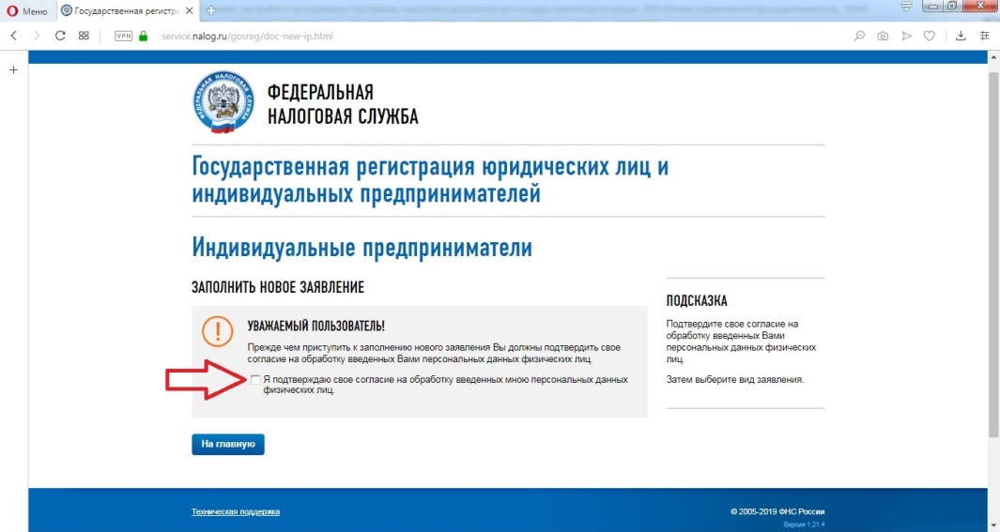 Меню
Государственная регистра
VPN
service.nalog.ru/gosreg/doc-new-ip.html
ФЕДЕРАЛЬНАЯ НАЛОГОВАЯ СЛУЖБА
ФЕДЕРАЛЬНАЯ
НАЛОГОВАЯ СЛУЖБА
Государственная регистрация юридических лиц и
индивидуальных предпринимателей
Индивидуальные предприниматели
ЗАПОЛНИТЬ НОВОЕ ЗАЯВЛЕНИЕ
УВАЖАЕМЫЙ ПОЛЬЗОВАТЕЛЬ!
Прежде чем приступить к заполнению нового заявления Вы должны подтвердить свое
согласие на обработку введенных Вами персональных данных физических лиц.
Я подтверждаю свое согласие на обработку введенных мною персональных данных
физических лиц.
На главную
ПОДСКАЗКА
Подтвердите свое согласие на
обработку введенных Вами
персональных данных физических
лиц.
Затем выберите вид заявления.
Техническая поддержка
© 2005-2019 ФНС России
Версия 1.21.4